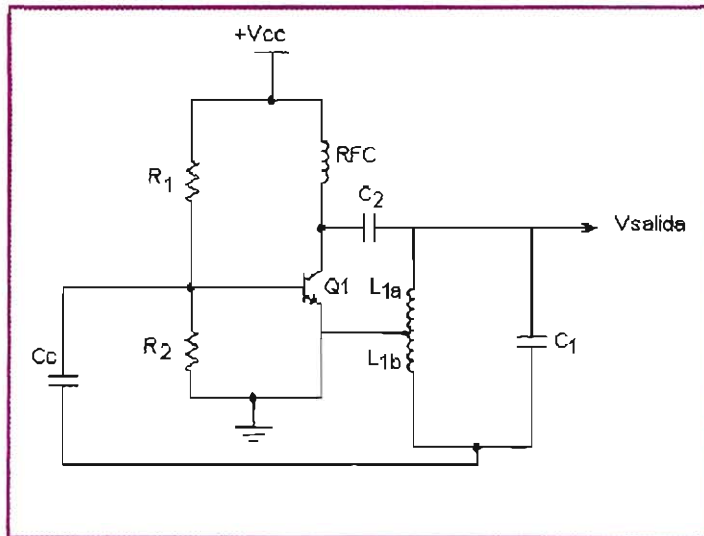 +Vcc
RFC
R1
C2
Vsalida
Q1
L1a
R2
L1b
C1
Cc